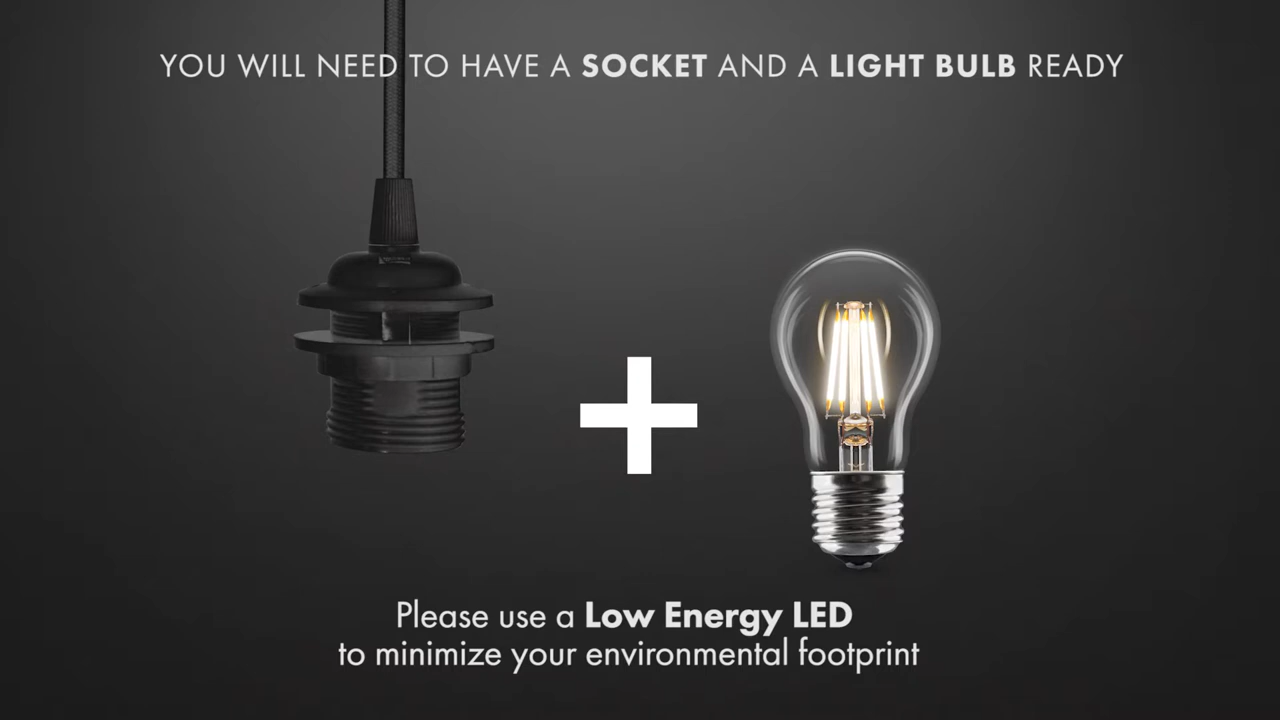 YOU WILL NEED TO HAVE A SOCKET AND A LIGHT BULB READY
Please use a Low Energy LED
to minimize your environmental footprint